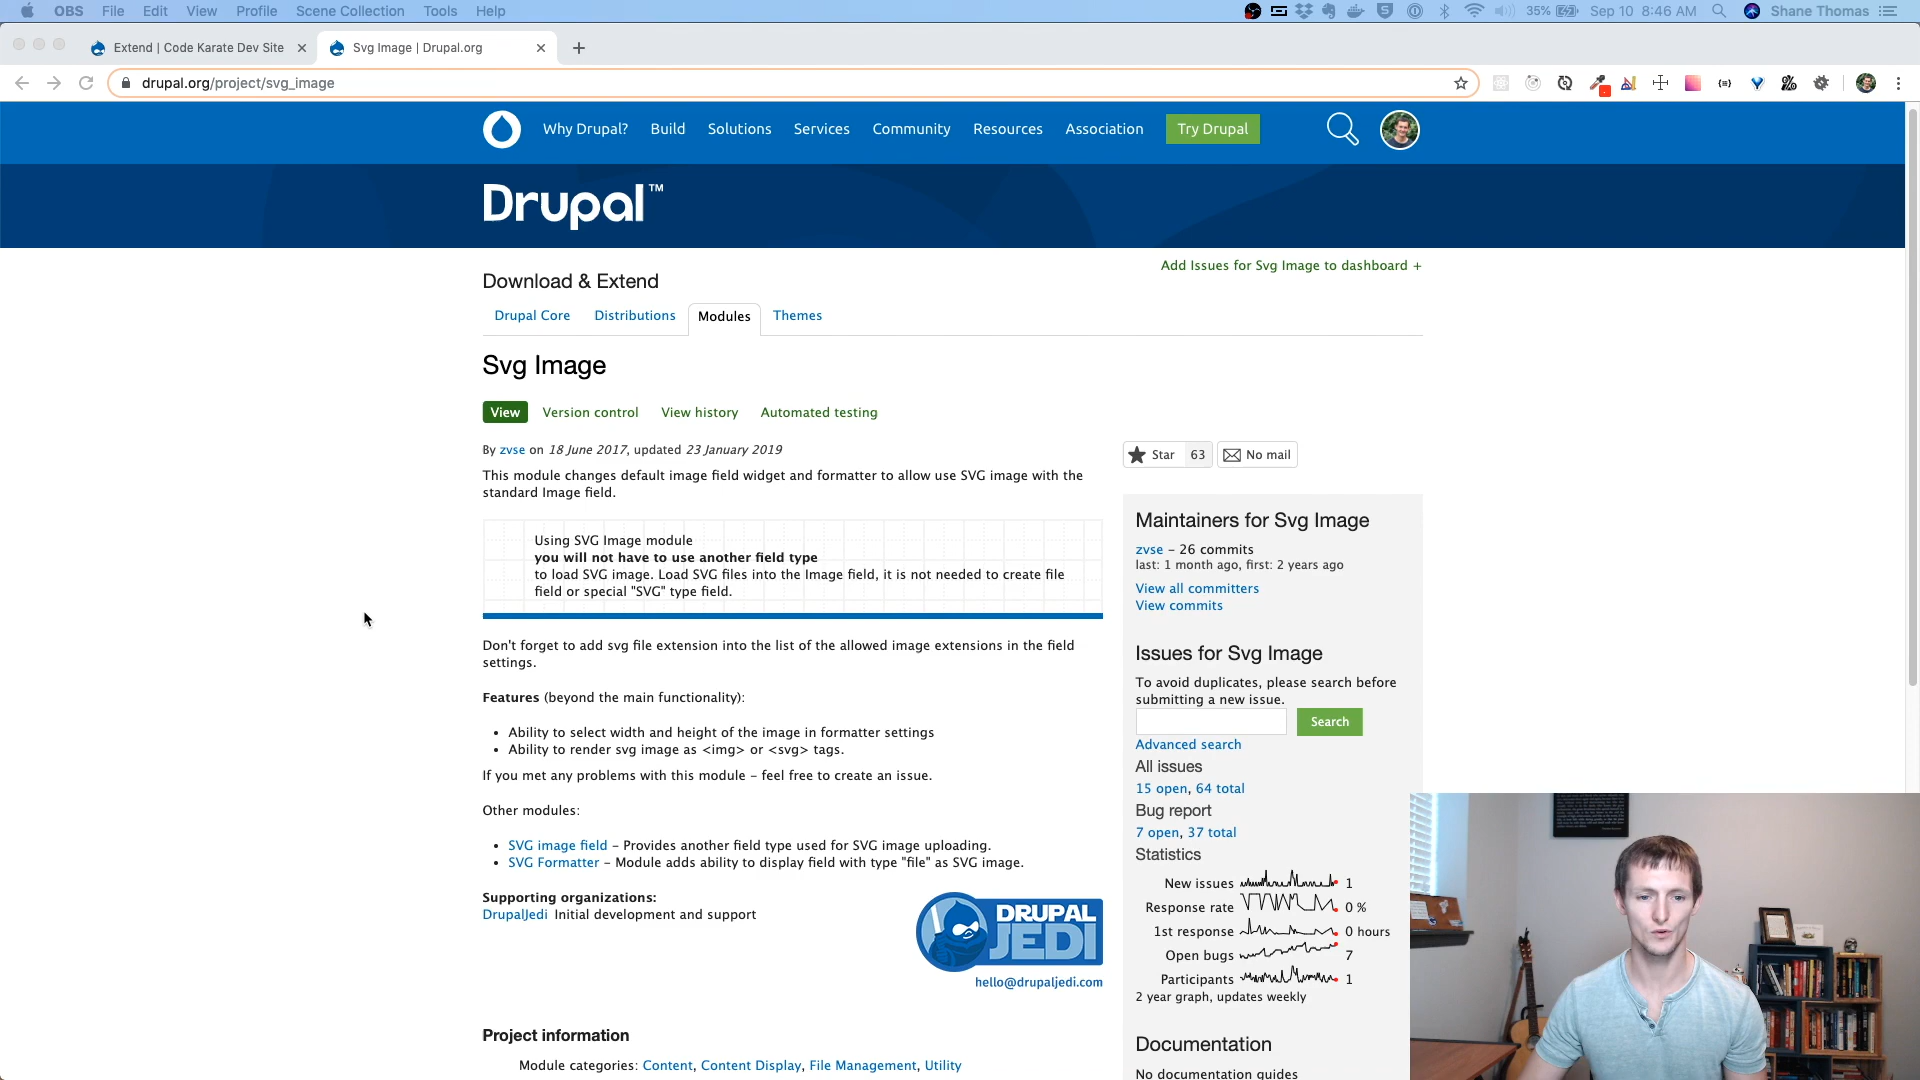 OBS File Edit View Profile Scene Collection Tools Help
35% Sep 10 8:46 AM Shane Thomas
Extend | Code Karate Dev Site
Svg Image | Drupal.org
drupal.org/project/svg_image
Why Drupal? Build Solutions Services Community Resources Association Try Drupal
Drupal™
Add Issues for Svg Image to dashboard +
Download & Extend
Drupal Core Distributions Modules Themes
Svg Image
View Version control View history Automated testing
By zvse on 18 June 2017, updated 23 January 2019
This module changes default image field widget and formatter to allow use SVG image with the
standard Image field.
Using SVG Image module
you will not have to use another field type
to load SVG image. Load SVG files into the Image field, it is not needed to create file
field or special "SVG" type field.
Don't forget to add svg file extension into the list of the allowed image extensions in the field
settings.
Features (beyond the main functionality):
• Ability to select width and height of the image in formatter settings
• Ability to render svg image as <img> or <svg> tags.
If you met any problems with this module – feel free to create an issue.
Other modules:
• SVG image field – Provides another field type used for SVG image uploading.
• SVG Formatter – Module adds ability to display field with type "file" as SVG image.
Supporting organizations:
DrupalJedi Initial development and support
DRUPAL
JEDI
hello@drupaljedi.com
Project information
Module categories: Content, Content Display, File Management, Utility
Star 63 No mail
Maintainers for Svg Image
zvse – 26 commits
last: 1 month ago, first: 2 years ago
View all committers
View commits
Issues for Svg Image
To avoid duplicates, please search before
submitting a new issue.
Search
Advanced search
All issues
15 open, 64 total
Bug report
7 open, 37 total
Statistics
New issues 1
Response rate 0 %
1st response 0 hours
Open bugs 7
Participants 1
2 year graph, updates weekly
Documentation
No documentation guides